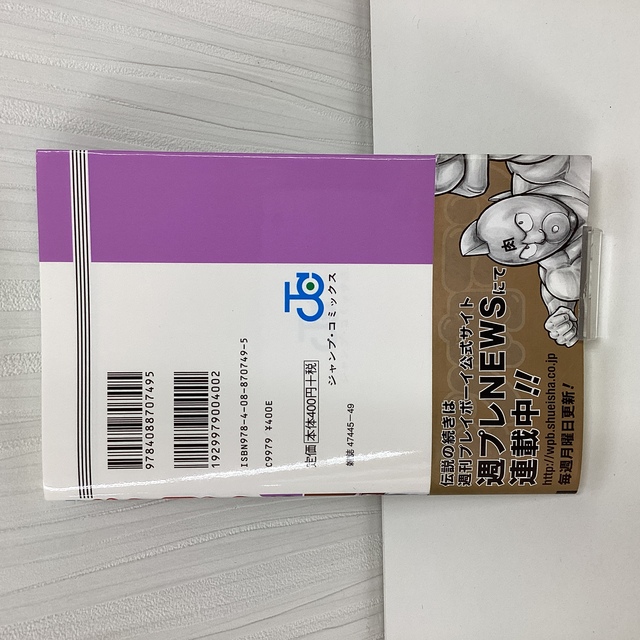 9784088707495
1929979004002
ISBN978-4-08-870749-5
C9979 ¥400E
定価 本体400円+税
雑誌 47445-49
ジャンプ・コミックス
肉
伝説の続きは
週刊プレイボーイ公式サイト
週プレNEWSにて
連載中!!
http://wpb.shueisha.co.jp
毎週月曜日更新!